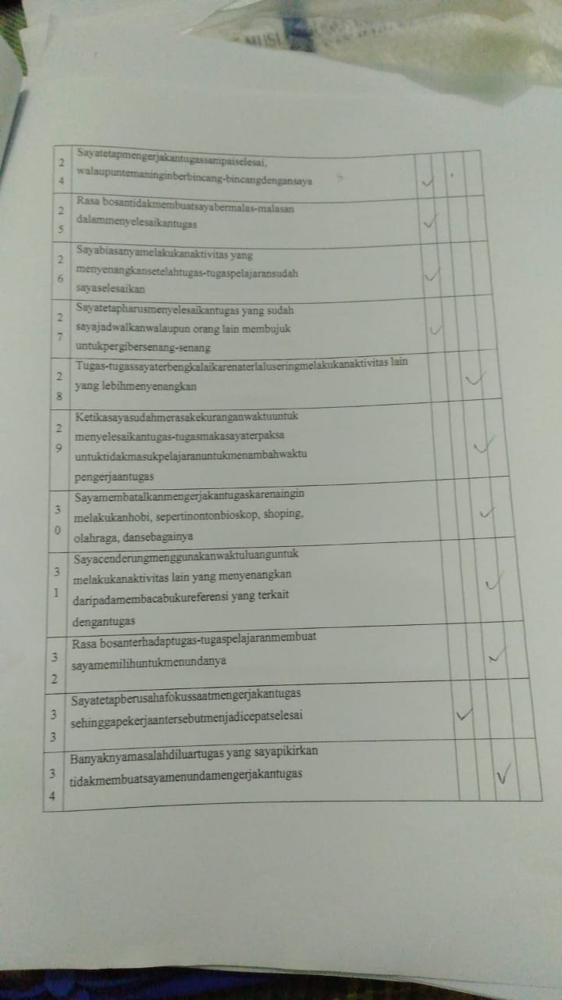 MUSL
24 Sayatetapmengerjakantugassampaiselesai,
walaupuntemaninginberbincang-bincangdengansaya
25 Rasa bosantidakmembuatsayabermalas-malasan
dalammenyelesaikantugas
26 Sayabiasanyamelakukanaktivitas yang
menyenangkansetelahtugas-tugaspelajaransudah
sayaselesaikan
27 Sayatetapharusmenyelesaikantugas yang sudah
sayajadwalkanwalaupun orang lain membujuk
untukpergibersenang-senang
28 Tugas-tugassayaterbengkalaikarenaterlaluseringmelakukanaktivitas lain
yang lebihmenyenangkan
29 Ketikasayasudahmerasakekuranganwaktuuntuk
menyelesaikantugas-tugasmakasayaterpaksa
untuktidakmasukpelajaranuntukmenambahwaktu
pengerjaantugas
30 Sayamembatalkanmengerjakantugaskarenaingin
melakukanhobi, sepertinontonbioskop, shoping,
olahraga, dansebagainya
31 Sayacenderungmenggunakanwaktuluanguntuk
melakukanaktivitas lain yang menyenangkan
daripadamembacabukureferensi yang terkait
dengantugas
32 Rasa bosanterhadaptugas-tugaspelajaranmembuat
sayamemilihuntukmenundanya
33 Sayatetapberusahafokussaatmengerjakantugas
sehinggapekerjaantersebutmenjadicepatselesai
34 Banyaknyamasalahdiluartugas yang sayapikirkan
tidakmembuatsayamenundamengerjakantugas